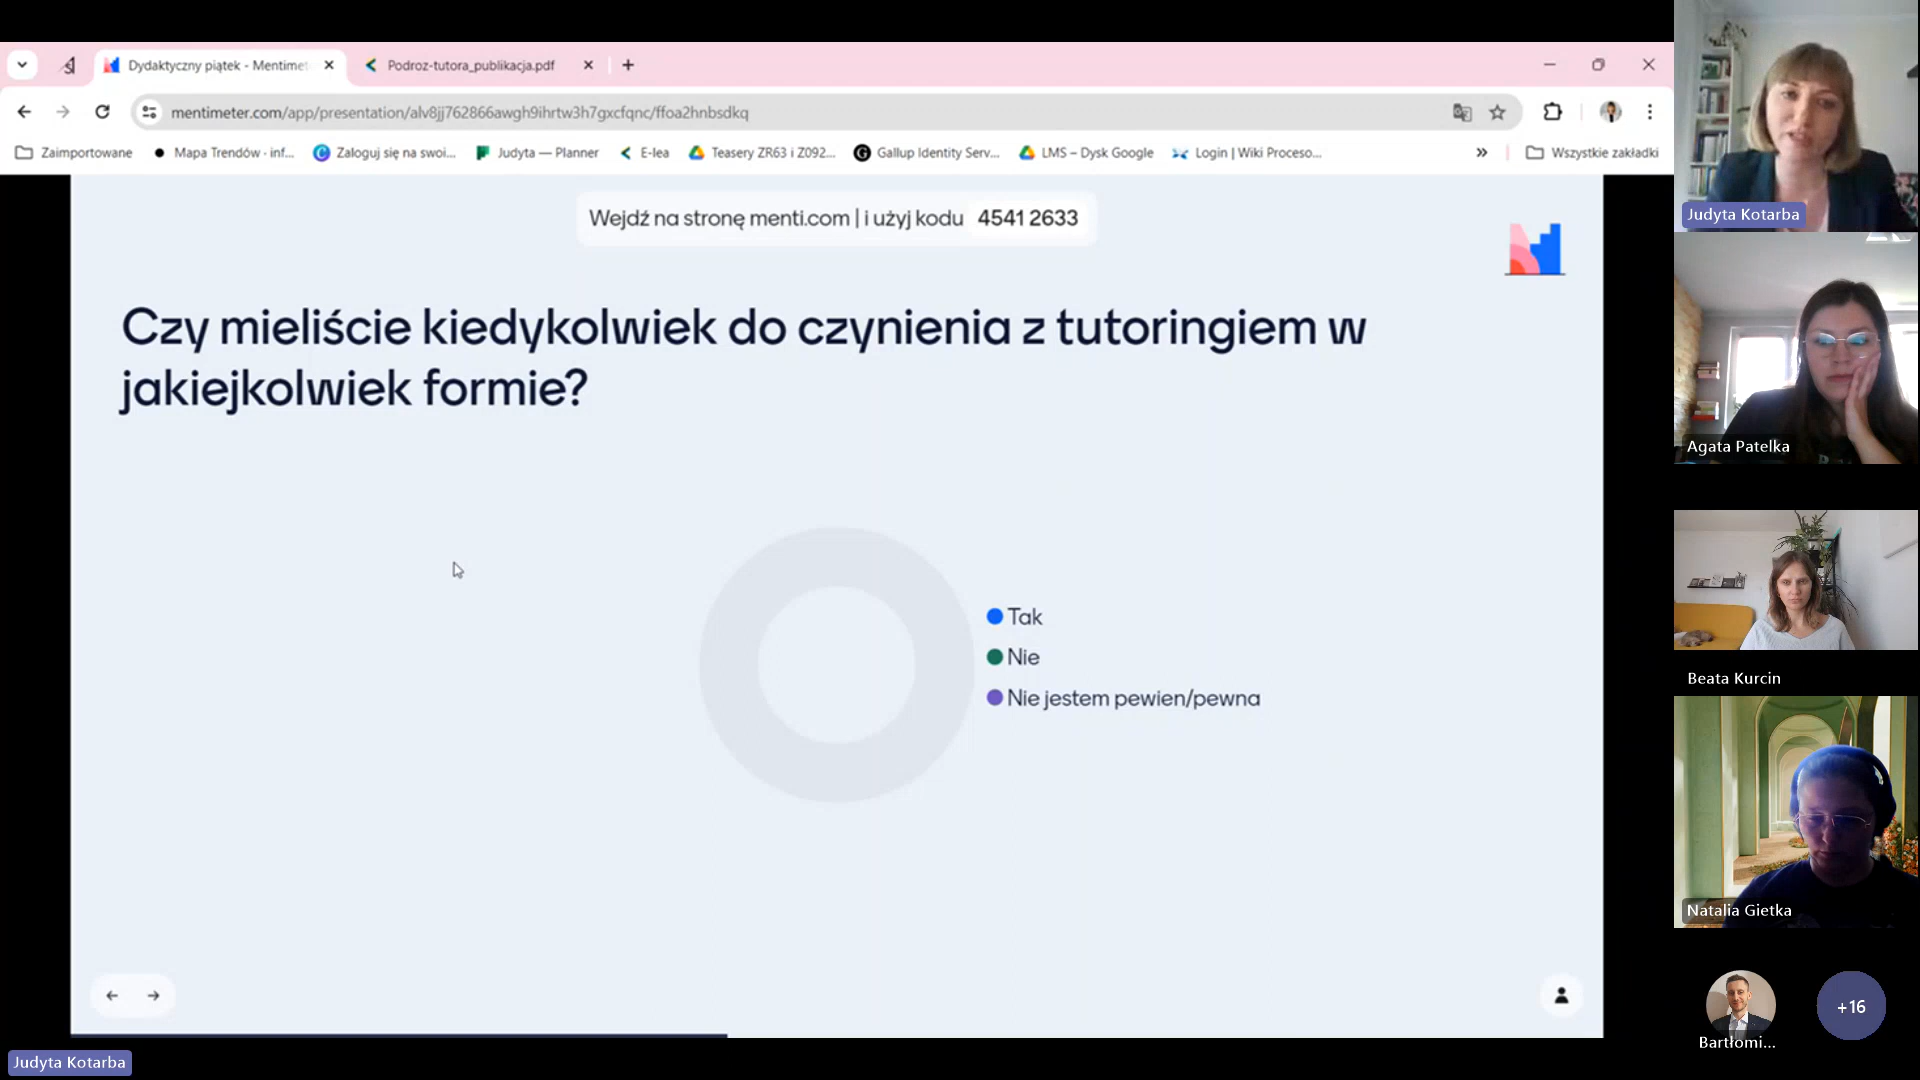 Dydaktyczny piątek - Mentimet
Podroz-tutora_publikacja.pdf
mentimeter.com/app/presentation/alv8jj762866awgh9ihrtw3h7gxcfqnc/ffoa2hnbsdkq
Zaimportowane
Mapa Trendów - inf...
Zaloguj się na swoi...
Judyta — Planner
E-lea
Teasery ZR63 i Z092...
Gallup Identity Serv...
LMS – Dysk Google
Login | Wiki Proceso...
Wszystkie zakładki
Wejdź na stronę menti.com | i użyj kodu 4541 2633
Czy mieliście kiedykolwiek do czynienia z tutoringiem w
jakiejkolwiek formie?
Tak
Nie
Nie jestem pewien/pewna
Judyta Kotarba
Judyta Kotarba
Agata Patelka
Beata Kurcin
Natalia Gietka
Bartłomi...
+16